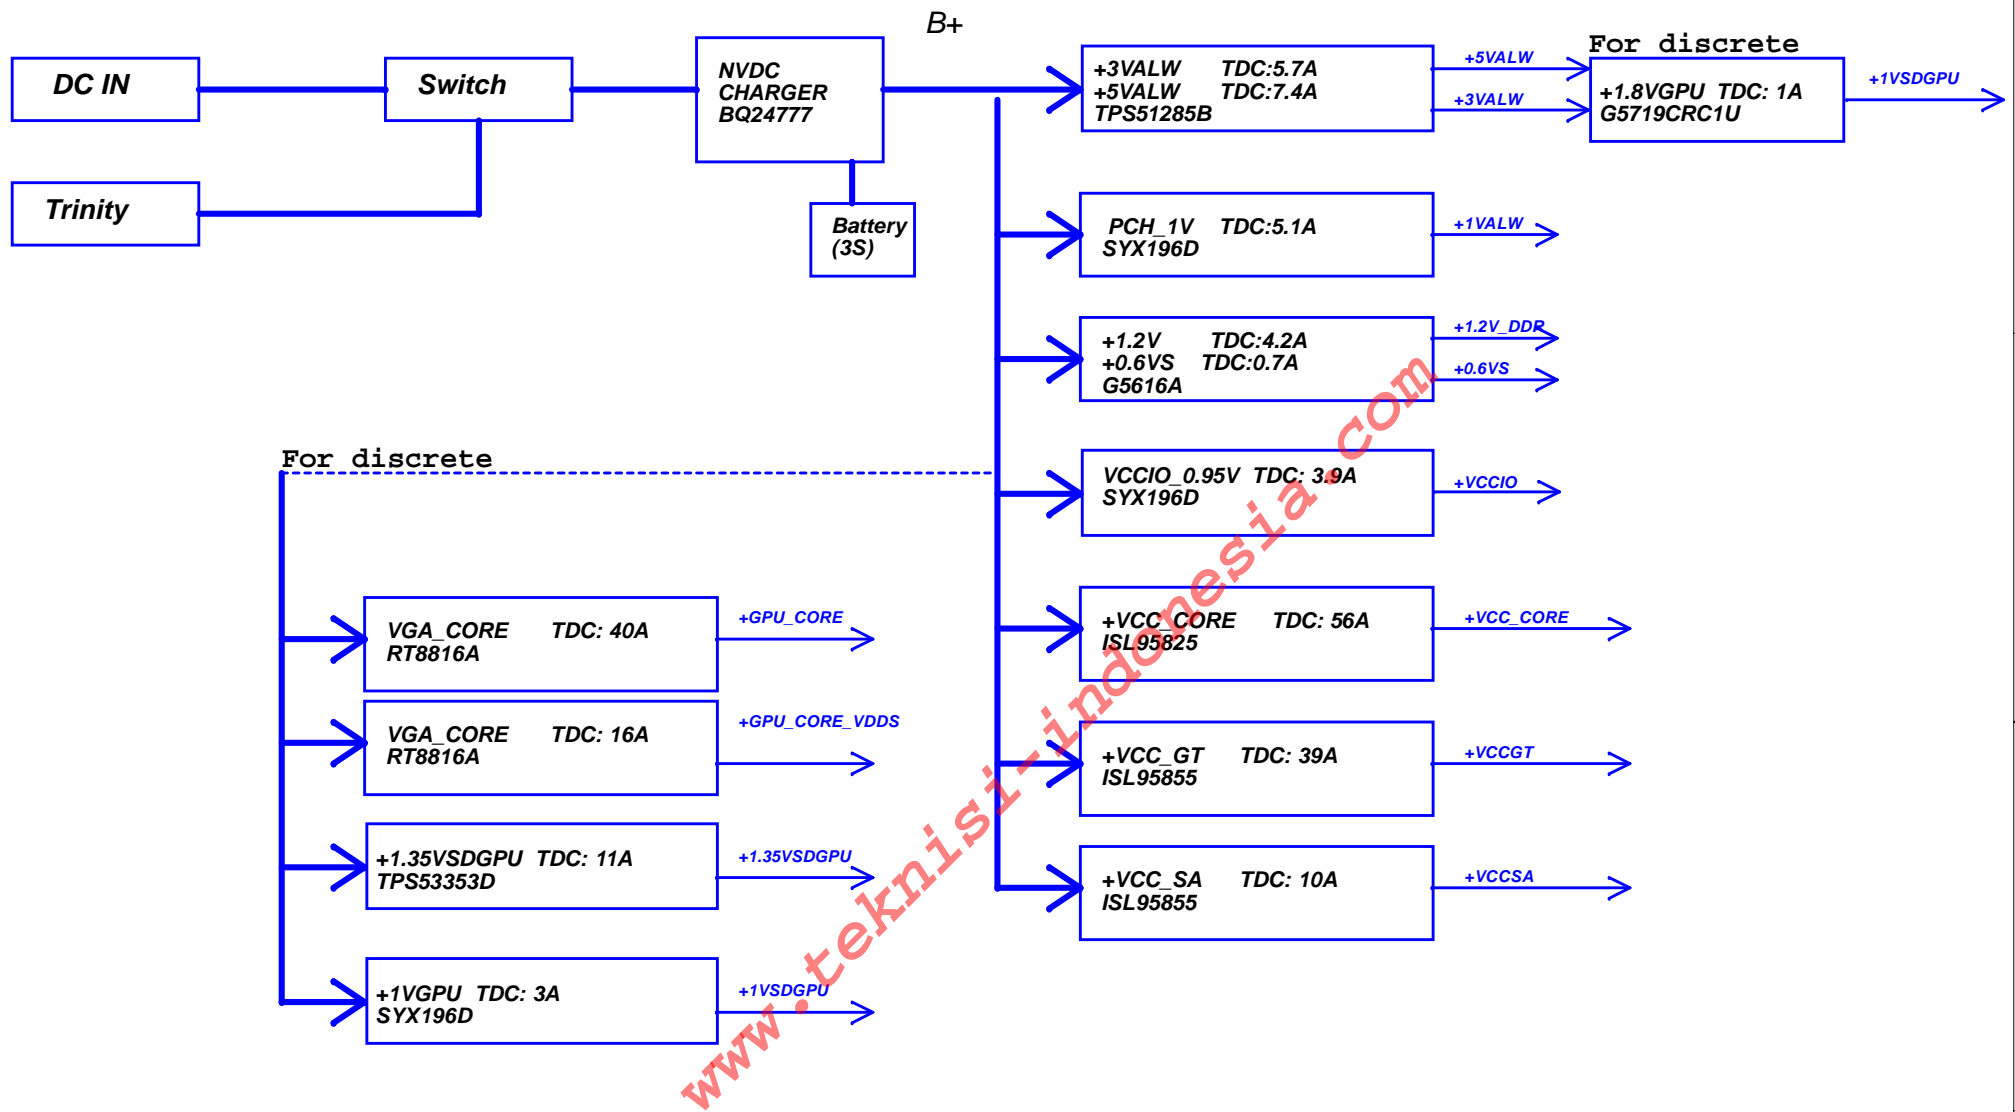 B+
DC IN
Switch
NVDC
CHARGER
BQ24777
Trinity
Battery
(3S)
+3VALW TDC:5.7A
+5VALW TDC:7.4A
TPS51285B
+5VALW
+3VALW
For discrete
+1.8VGPU TDC: 1A
G5719CRC1U
+1VSDGPU
PCH_1V TDC:5.1A
SYX196D
+1VALW
+1.2V TDC:4.2A
+0.6VS TDC:0.7A
G5616A
+1.2V_DDR
+0.6VS
VCCIO_0.95V TDC: 3.9A
SYX196D
+VCCIO
+VCC_CORE TDC: 56A
ISL95825
+VCC_CORE
+VCC_GT TDC: 39A
ISL95855
+VCCGT
+VCC_SA TDC: 10A
ISL95855
+VCCSA
For discrete
VGA_CORE TDC: 40A
RT8816A
+GPU_CORE
VGA_CORE TDC: 16A
RT8816A
+GPU_CORE_VDDS
+1.35VSDGPU TDC: 11A
TPS53353D
+1.35VSDGPU
+1VGPU TDC: 3A
SYX196D
+1VSDGPU
www.teknisi-indonesia.com